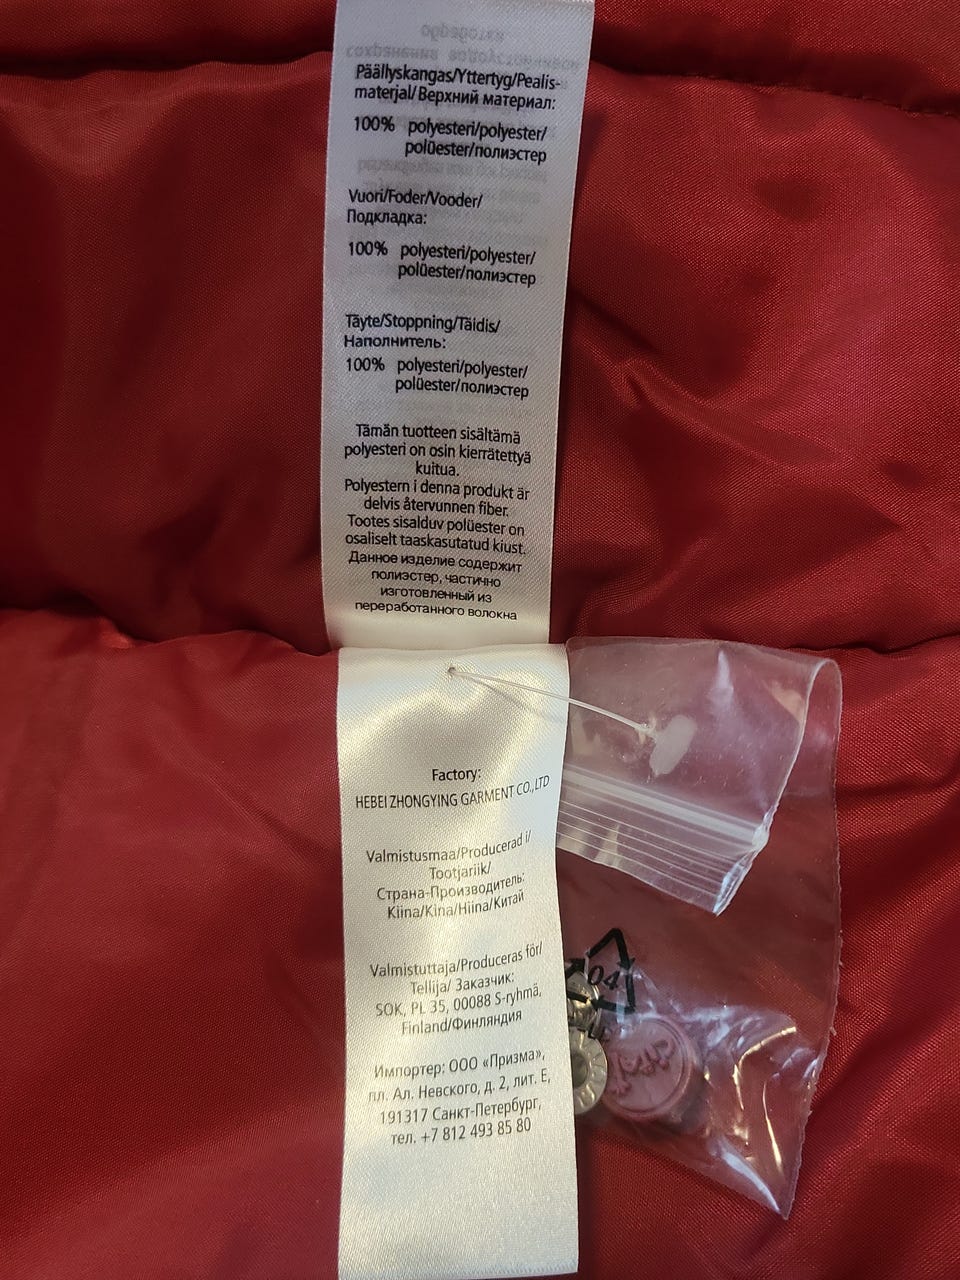 обработки
сохранения водоустойчивой
Päällyskangas/Yttertyg/Pealis-
materjal/ Верхний материал:
100% polyesteri/polyester/
polüester/полиэстер
Vuori/Foder/Vooder/
Подкладка:
100% polyesteri/polyester/
polüester/полиэстер
Täyte/Stoppning/Täidis/
Наполнитель:
100% polyesteri/polyester/
polüester/полиэстер
Tämän tuotteen sisältämä
polyesteri on osin kierrätettyä
kuitua.
Polyestern i denna produkt är
delvis återvunnen fiber.
Tootes sisalduv polüester on
osaliselt taaskasutatud kiust.
Данное изделие содержит
полиэстер, частично
изготовленный из
переработанного волокна
Factory:
HEBEI ZHONGYING GARMENT CO.,LTD
Valmistusmaa/Producerad i/
Tootjariik/
Страна-Производитель:
Kiina/Kina/Hiina/Китай
Valmistuttaja/Produceras för/
Tellija/ Заказчик:
SOK, PL 35, 00088 S-ryhmä,
Finland/Финляндия
Импортер: ООО «Призма»,
пл. Ал. Невского, д. 2, лит. Е,
191317 Санкт-Петербург,
тел. +7 812 493 85 80
04